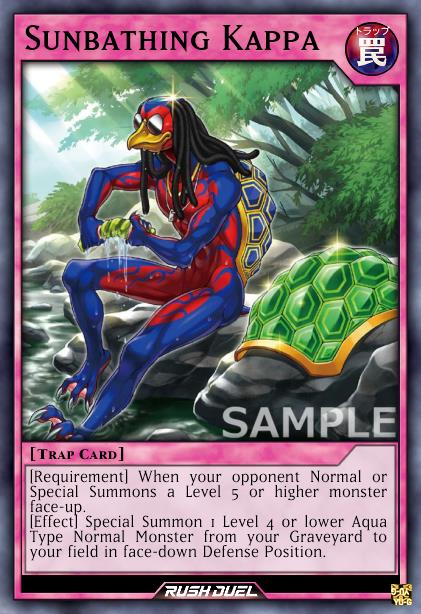 Sunbathing Kappa
トラップ
罠
SAMPLE
[Trap Card]
[Requirement] When your opponent Normal or
Special Summons a Level 5 or higher monster
face-up.
[Effect] Special Summon 1 Level 4 or lower Aqua
Type Normal Monster from your Graveyard to
your field in face-down Defense Position.
RUSH DUEL